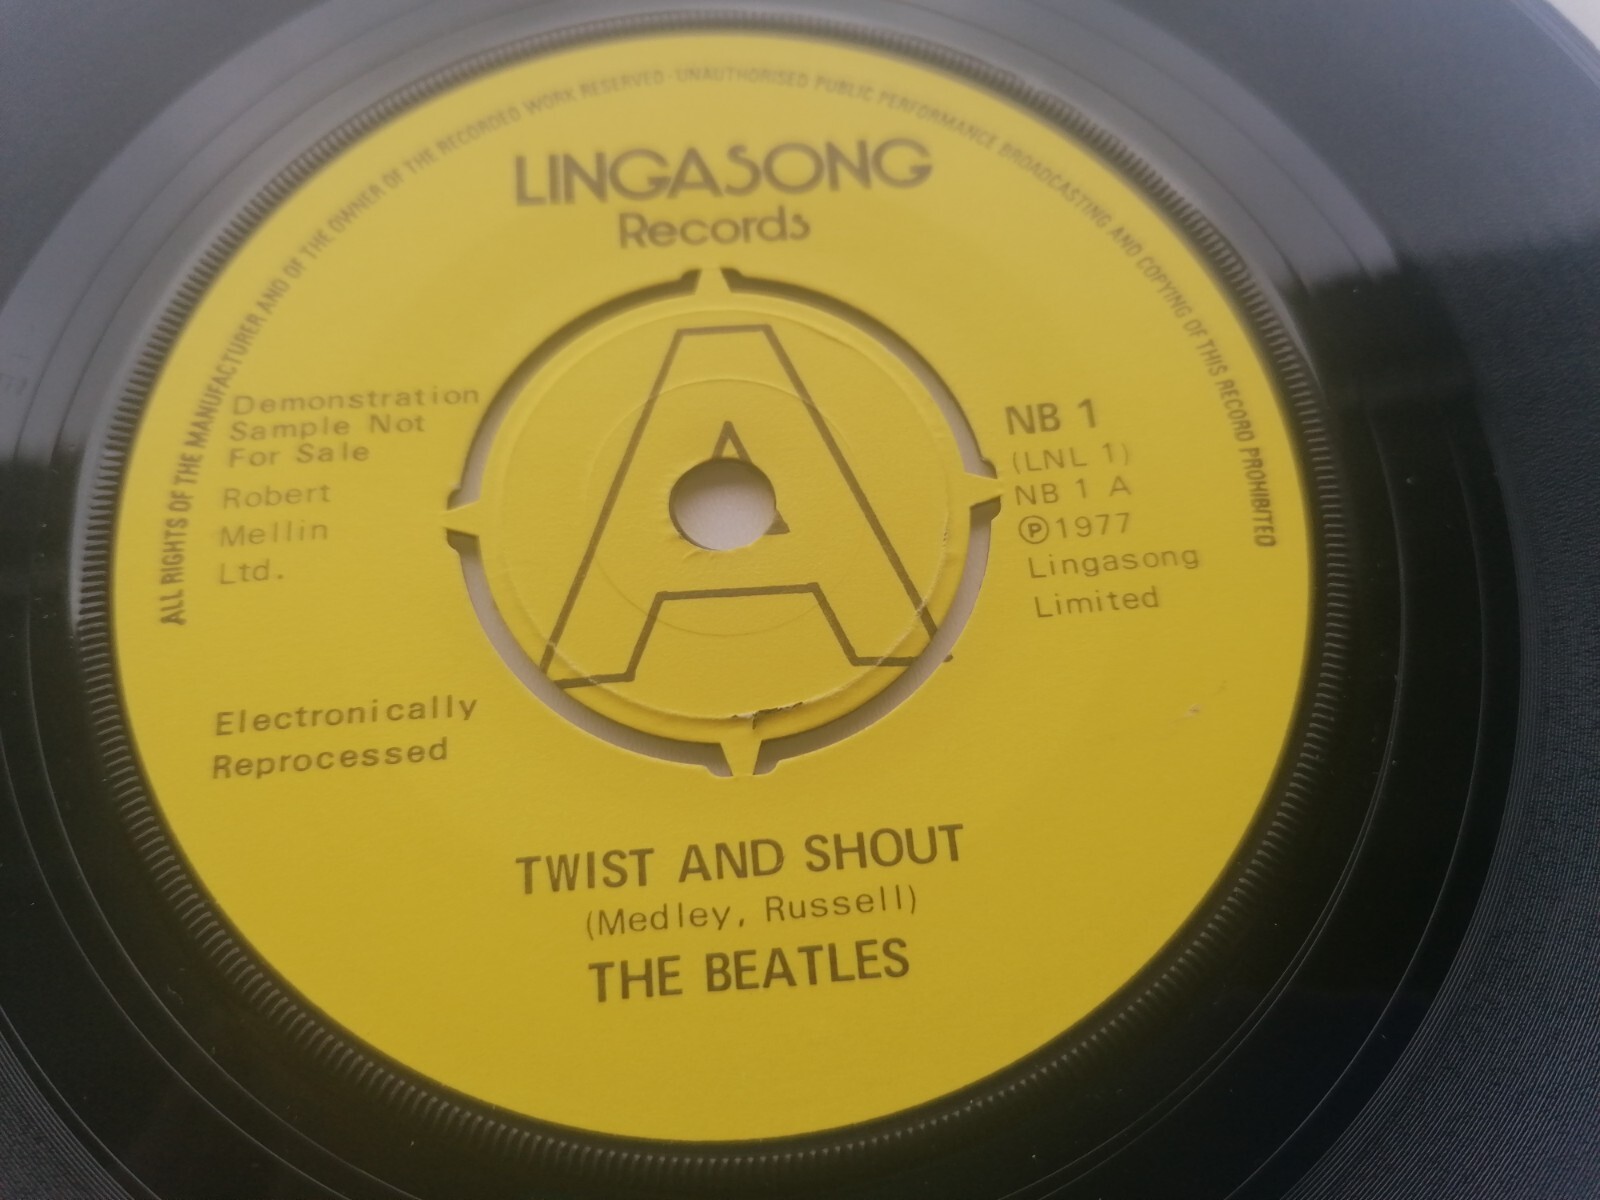 ALL RIGHTS OF THE MANUFACTURER AND OF THE OWNER OF THE RECORDED WORK RESERVED · UNAUTHORISED PUBLIC PERFORMANCE BROADCASTING AND COPYING OF THIS RECORD PROHIBITED
LINGASONG
Records
A
Demonstration
Sample Not
For Sale
Robert
Mellin
Ltd.
NB 1
(LNL 1)
NB 1 A
Ⓟ1977
Lingasong
Limited
Electronically
Reprocessed
TWIST AND SHOUT
(Medley, Russell)
THE BEATLES